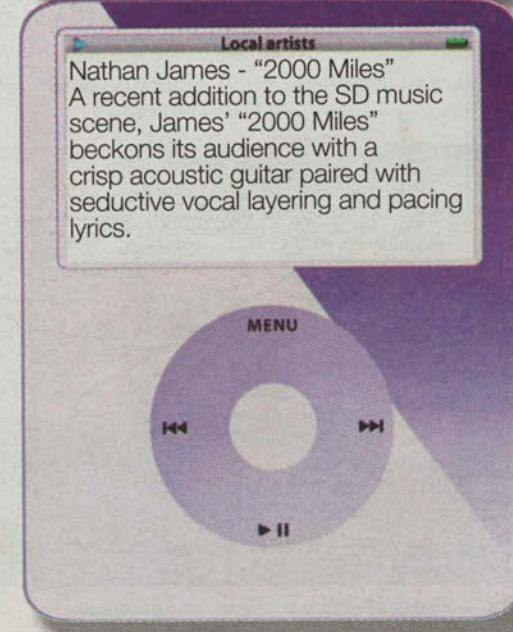 Local artists
Nathan James - “2000 Miles”
A recent addition to the SD music
scene, James’ “2000 Miles”
beckons its audience with a
crisp acoustic guitar paired with
seductive vocal layering and pacing
lyrics.
MENU